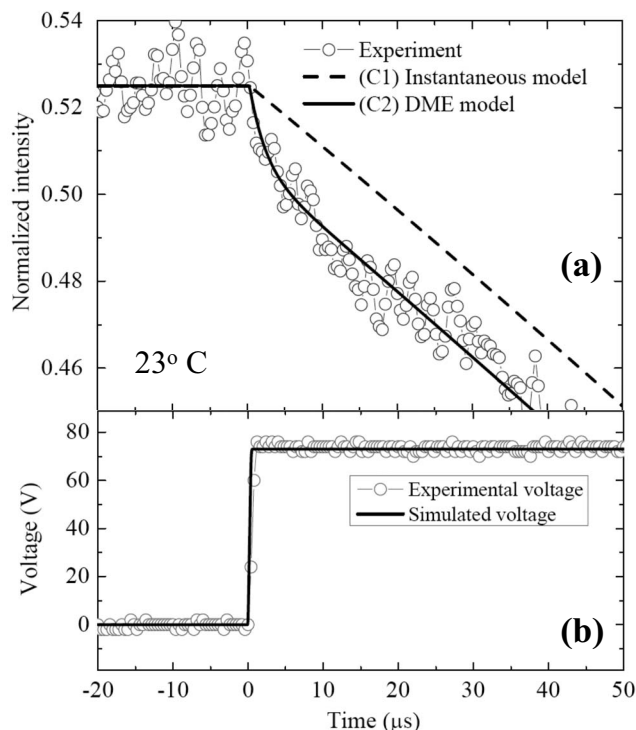 0.54
Experiment
(C1) Instantaneous model
(C2) DME model
0.52
0.50
0.48
0.46
Normalized intensity
(a)
23° C
80
60
40
20
0
Voltage (V)
Experimental voltage
Simulated voltage
(b)
-20 -10 0 10 20 30 40 50
Time (μs)